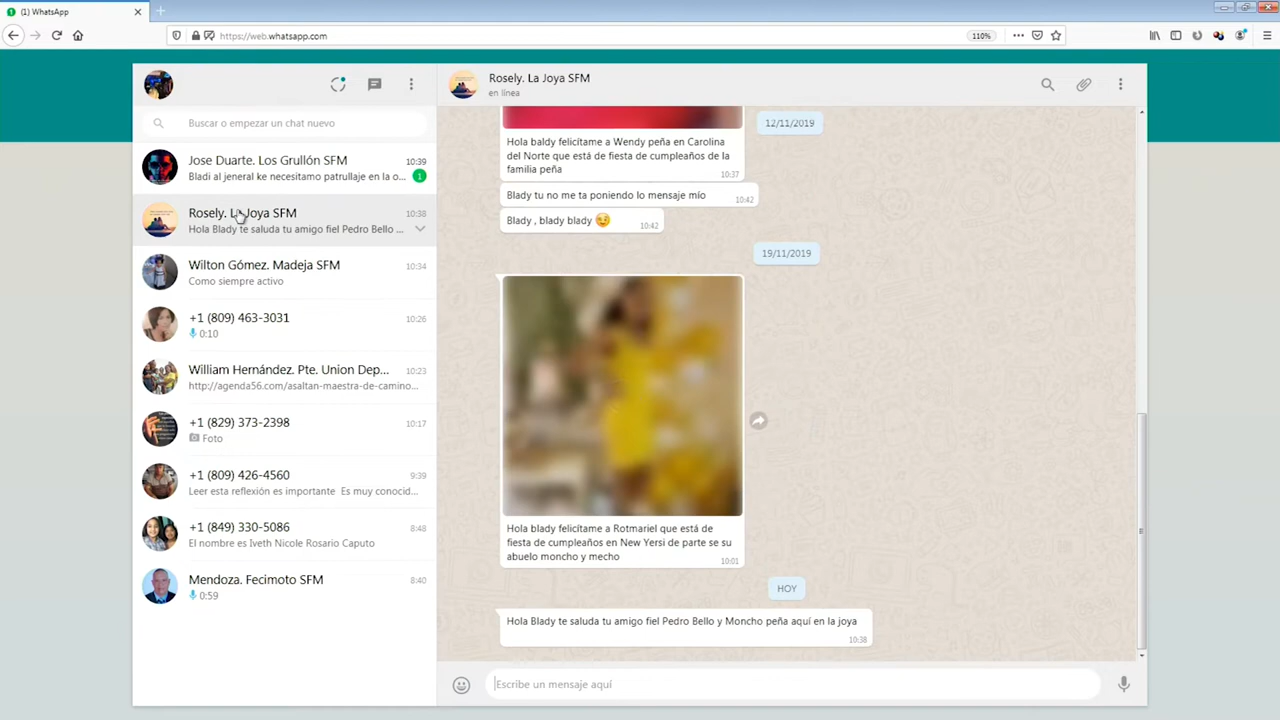 (1) WhatsApp
https://web.whatsapp.com
110%
Buscar o empezar un chat nuevo
Jose Duarte. Los Grullón SFM
10:39
Bladi al jeneral ke necesitamo patrullaje en la o...
1
Rosely. La Joya SFM
10:38
Hola Blady te saluda tu amigo fiel Pedro Bello ...
Wilton Gómez. Madeja SFM
10:34
Como siempre activo
+1 (809) 463-3031
10:26
0:10
William Hernández. Pte. Union Dep...
10:23
http://agenda56.com/asaltan-maestra-de-camino...
+1 (829) 373-2398
10:17
Foto
+1 (809) 426-4560
9:39
Leer esta reflexión es importante Es muy conocid...
+1 (849) 330-5086
8:48
El nombre es Iveth Nicole Rosario Caputo
Mendoza. Fecimoto SFM
8:40
0:59
Rosely. La Joya SFM
en línea
12/11/2019
Hola baldy felicítame a Wendy peña en Carolina
del Norte que está de fiesta de cumpleaños de la
familia peña
10:37
Blady tu no me ta poniendo lo mensaje mío
10:42
Blady , blady blady
10:42
19/11/2019
Hola blady felicítame a Rotmariel que está de
fiesta de cumpleaños en New Yersi de parte se su
abuelo moncho y mecho
10:01
HOY
Hola Blady te saluda tu amigo fiel Pedro Bello y Moncho peña aquí en la joya
10:38
Escribe un mensaje aquí